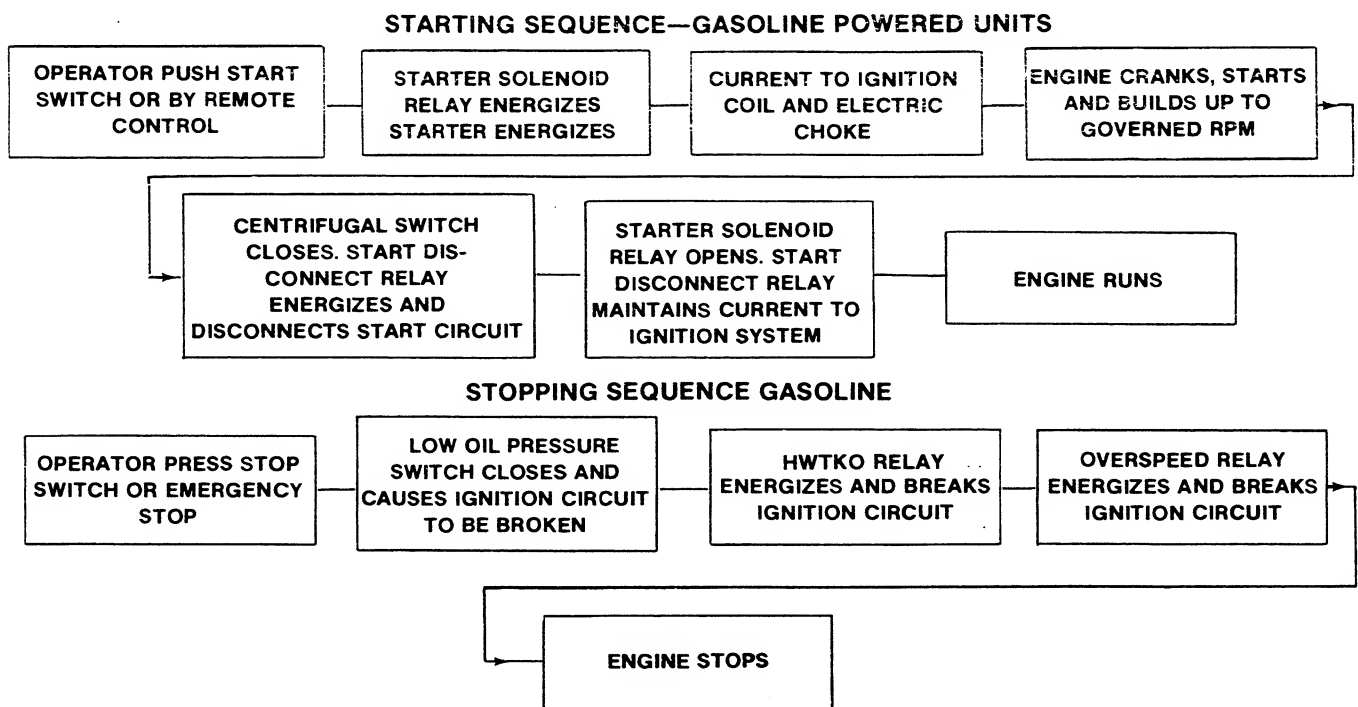 STARTING SEQUENCE—GASOLINE POWERED UNITS
OPERATOR PUSH START
SWITCH OR BY REMOTE
CONTROL
STARTER SOLENOID
RELAY ENERGIZES
STARTER ENERGIZES
CURRENT TO IGNITION
COIL AND ELECTRIC
CHOKE
ENGINE CRANKS, STARTS
AND BUILDS UP TO
GOVERNED RPM
CENTRIFUGAL SWITCH
CLOSES. START DIS-
CONNECT RELAY
ENERGIZES AND
DISCONNECTS START CIRCUIT
STARTER SOLENOID
RELAY OPENS. START
DISCONNECT RELAY
MAINTAINS CURRENT TO
IGNITION SYSTEM
ENGINE RUNS
STOPPING SEQUENCE GASOLINE
OPERATOR PRESS STOP
SWITCH OR EMERGENCY
STOP
LOW OIL PRESSURE
SWITCH CLOSES AND
CAUSES IGNITION CIRCUIT
TO BE BROKEN
HWTKO RELAY
ENERGIZES AND BREAKS
IGNITION CIRCUIT
OVERSPEED RELAY
ENERGIZES AND BREAKS
IGNITION CIRCUIT
ENGINE STOPS